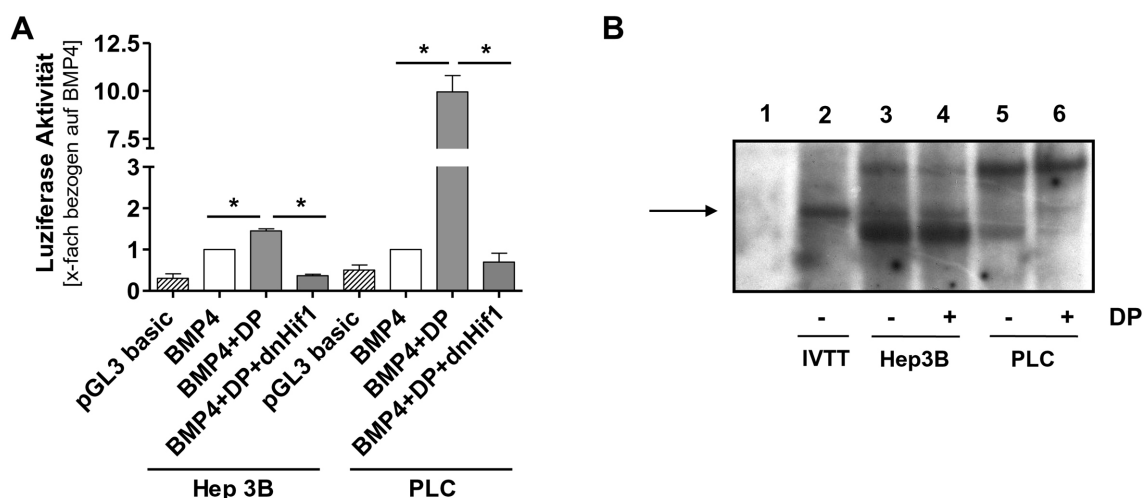 A
Luziferase Aktivität
[x-fach bezogen auf BMP4]
12.5
10.0
7.5
3
2
1
0
* *
* *
pGL3 basic
BMP4
BMP4+DP
BMP4+DP+dnHif1
pGL3 basic
BMP4
BMP4+DP
BMP4+DP+dnHif1
Hep 3B PLC
B
1 2 3 4 5 6
- - + - + DP
IVTT Hep3B PLC